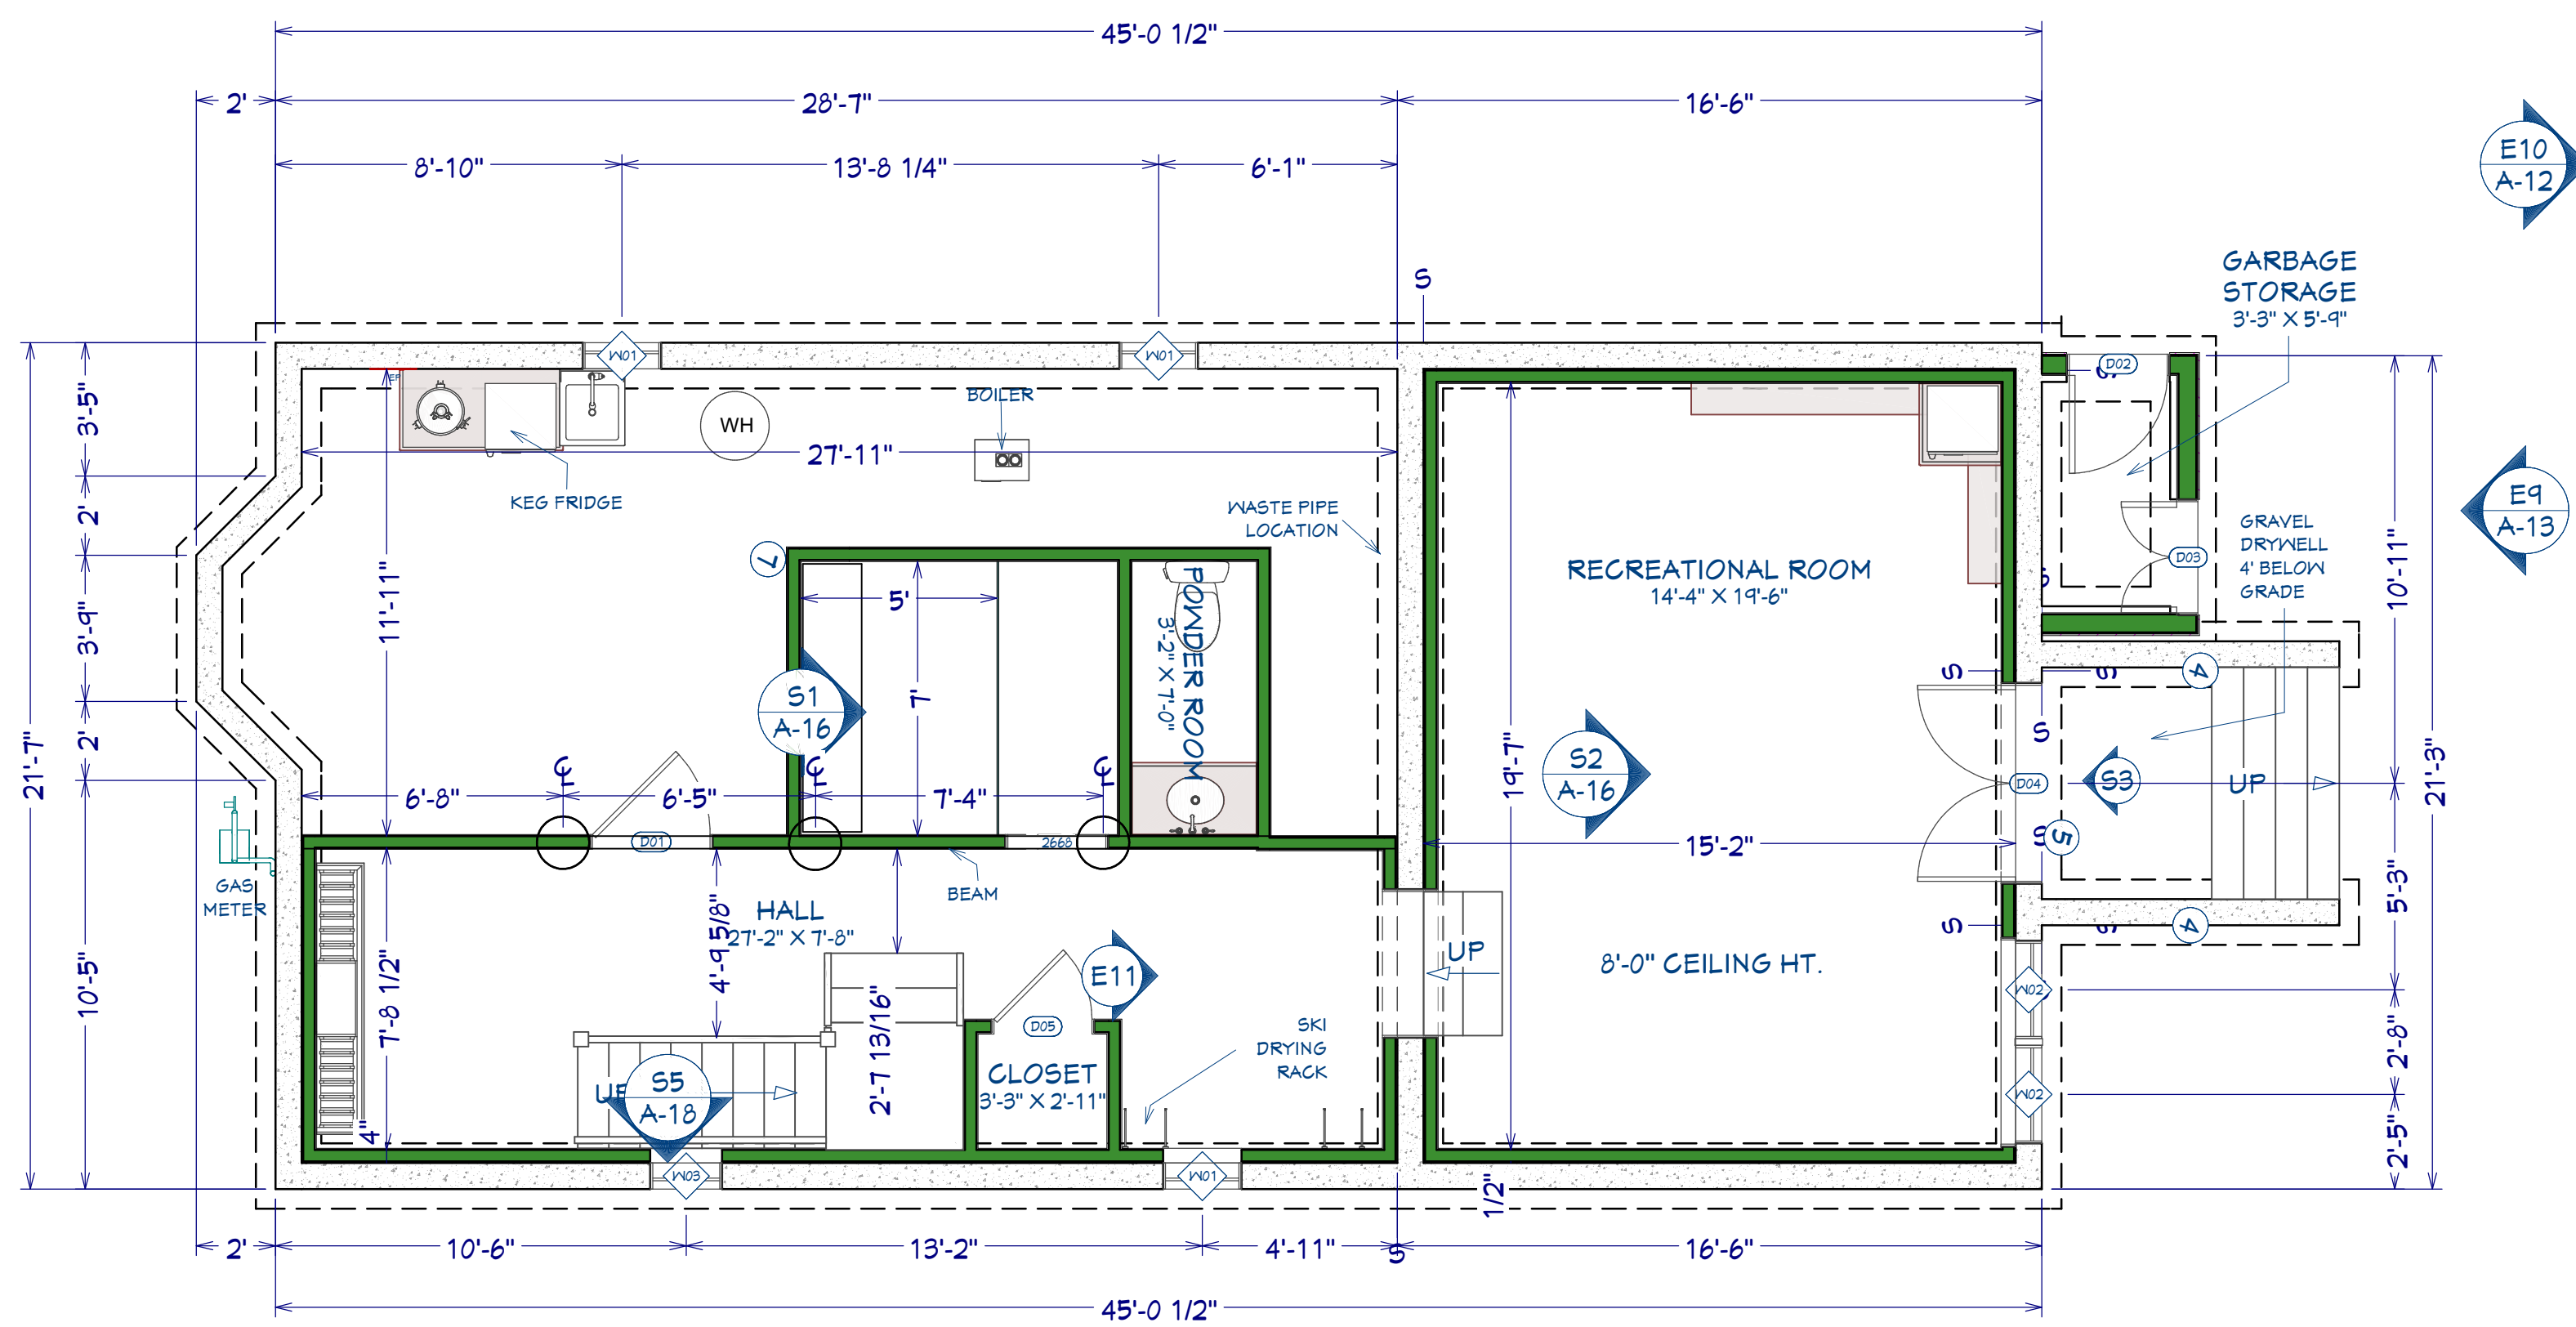 45'-0 1/2"
2'
28'-7"
16'-6"
8'-10"
13'-8 1/4"
6'-1"
E10
A-12
S
GARBAGE
STORAGE
3'-3" X 5'-9"
W01
W01
D02
S
3'-5"
BOILER
WH
27'-11"
KEG FRIDGE
WASTE PIPE
LOCATION
E9
A-13
GRAVEL
DRYWELL
4' BELOW
GRADE
2'
7
D03
RECREATIONAL ROOM
14'-4" X 19'-6"
S
10'-11"
11'-11"
5'
POWDER ROOM
3'-2" X 7'-0"
3'-9"
7'
S1
A-16
S
S
4
2'
21'-7"
S
S2
A-16
19'-7"
S3
UP
D04
21'-3"
6'-8"
6'-5"
7'-4"
D01
2668
S
5
15'-2"
GAS
METER
BEAM
HALL
27'-2" X 7'-8"
4'-9 5/8"
5'-3"
S
S
4
UP
8'-0" CEILING HT.
E11
10'-5"
7'-8 1/2"
2'-7 13/16"
W02
D05
SKI
DRYING
RACK
2'-8"
CLOSET
3'-3" X 2'-11"
UP
S5
A-18
W02
4"
2'-5"
W03
W01
1/2"
2'
10'-6"
13'-2"
4'-11"
S
16'-6"
45'-0 1/2"